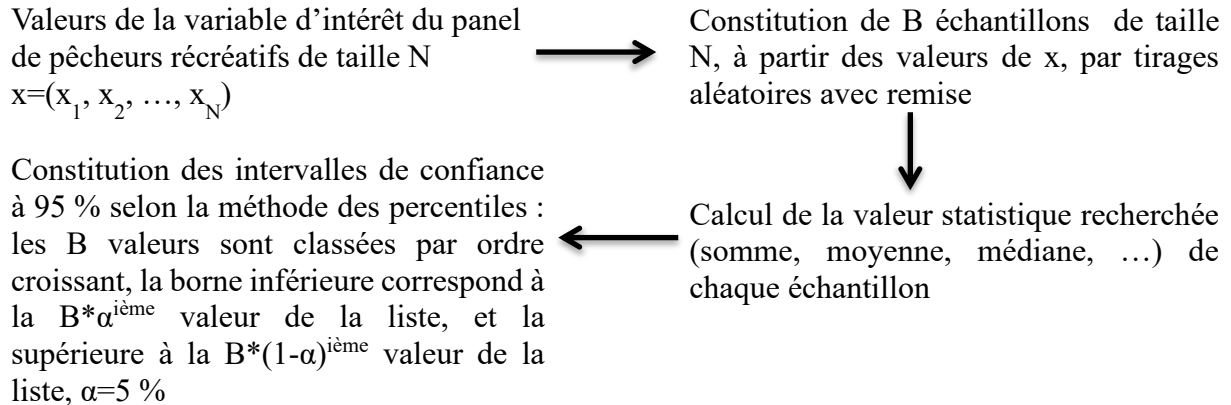 Valeurs de la variable d’intérêt du panel
de pêcheurs récréatifs de taille N
x=(x₁, x₂, …, x_N)
Constitution de B échantillons de taille
N, à partir des valeurs de x, par tirages
aléatoires avec remise
Calcul de la valeur statistique recherchée
(somme, moyenne, médiane, …) de
chaque échantillon
Constitution des intervalles de confiance
à 95 % selon la méthode des percentiles :
les B valeurs sont classées par ordre
croissant, la borne inférieure correspond à
la B*α^ième valeur de la liste, et la
supérieure à la B*(1-α)^ième valeur de la
liste, α=5 %